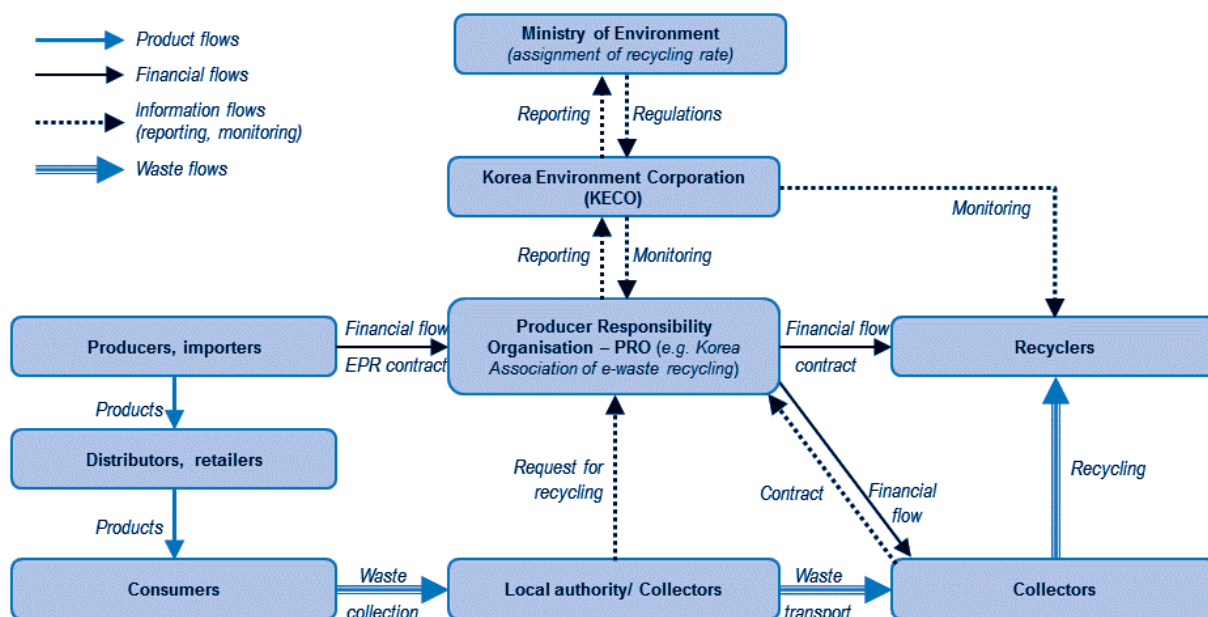 Product flows
Financial flows
Information flows
(reporting, monitoring)
Waste flows
Ministry of Environment
(assignment of recycling rate)
Reporting
Regulations
Korea Environment Corporation
(KECO)
Monitoring
Reporting
Monitoring
Producers, importers
Financial flow
EPR contract
Producer Responsibility
Organisation – PRO (e.g. Korea
Association of e-waste recycling)
Financial flow
contract
Recyclers
Products
Distributors, retailers
Request for
recycling
Contract
Financial
flow
Recycling
Products
Consumers
Waste
collection
Local authority/ Collectors
Waste
transport
Collectors